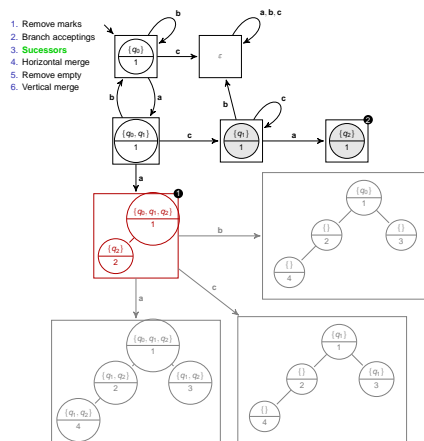 1. Remove marks
2. Branch acceptings
3. Sucessors
4. Horizontal merge
5. Remove empty
6. Vertical merge
b
a, b, c
{q₀}
1
c
ε
b
a
b
c
{q₀, q₁}
1
c
{q₁}
1
a
{q₂}
1
2
a
1
{q₀, q₁, q₂}
1
{q₂}
2
b
{q₀}
1
{}
2
{}
3
{}
4
a
c
{q₀, q₁, q₂}
1
{q₁, q₂}
2
{q₁, q₂}
3
{q₁, q₂}
4
{q₁}
1
{}
2
{q₁}
3
{}
4